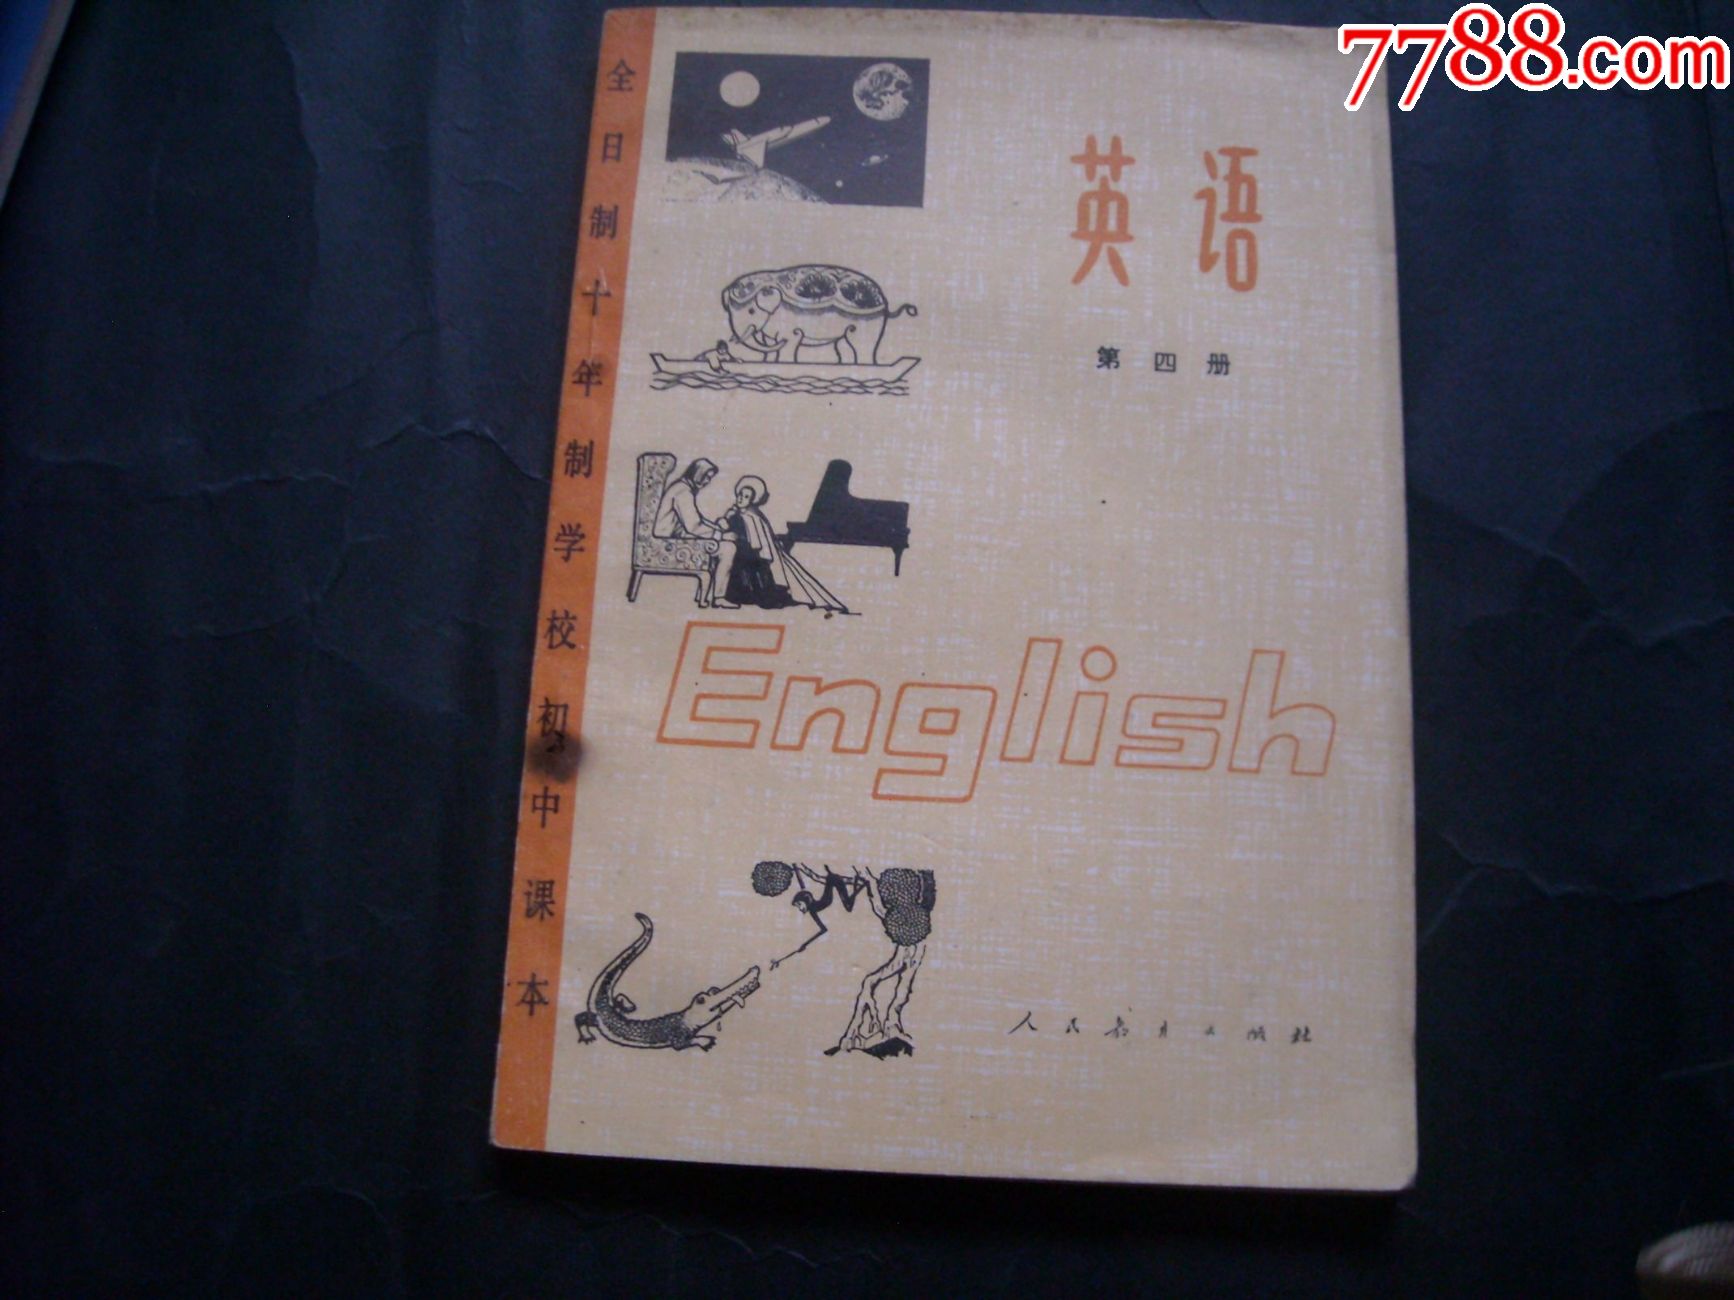 7788.com
全日制十年制学校初中课本
英语
第四册
English
人民教育出版社